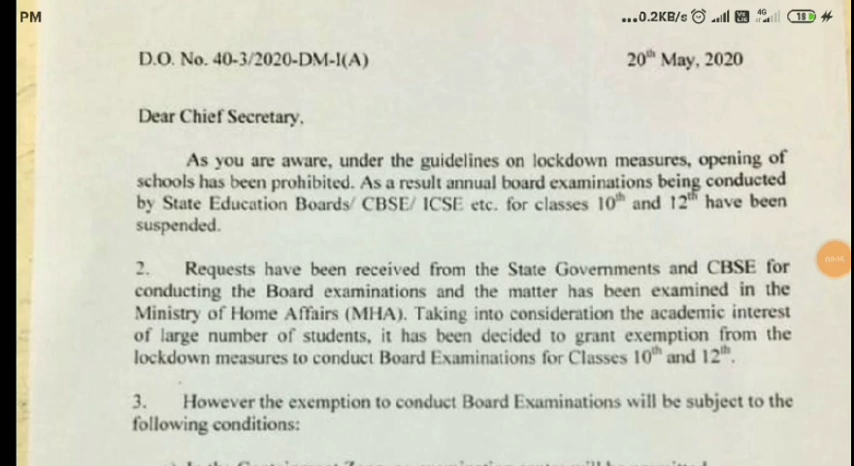 PM
...0.2KB/s 4G 18
D.O. No. 40-3/2020-DM-I(A) 20th May, 2020
Dear Chief Secretary,
As you are aware, under the guidelines on lockdown measures, opening of
schools has been prohibited. As a result annual board examinations being conducted
by State Education Boards/ CBSE/ ICSE etc. for classes 10th and 12th have been
suspended.
2. Requests have been received from the State Governments and CBSE for
conducting the Board examinations and the matter has been examined in the
Ministry of Home Affairs (MHA). Taking into consideration the academic interest
of large number of students, it has been decided to grant exemption from the
lockdown measures to conduct Board Examinations for Classes 10th and 12th.
3. However the exemption to conduct Board Examinations will be subject to the
following conditions: